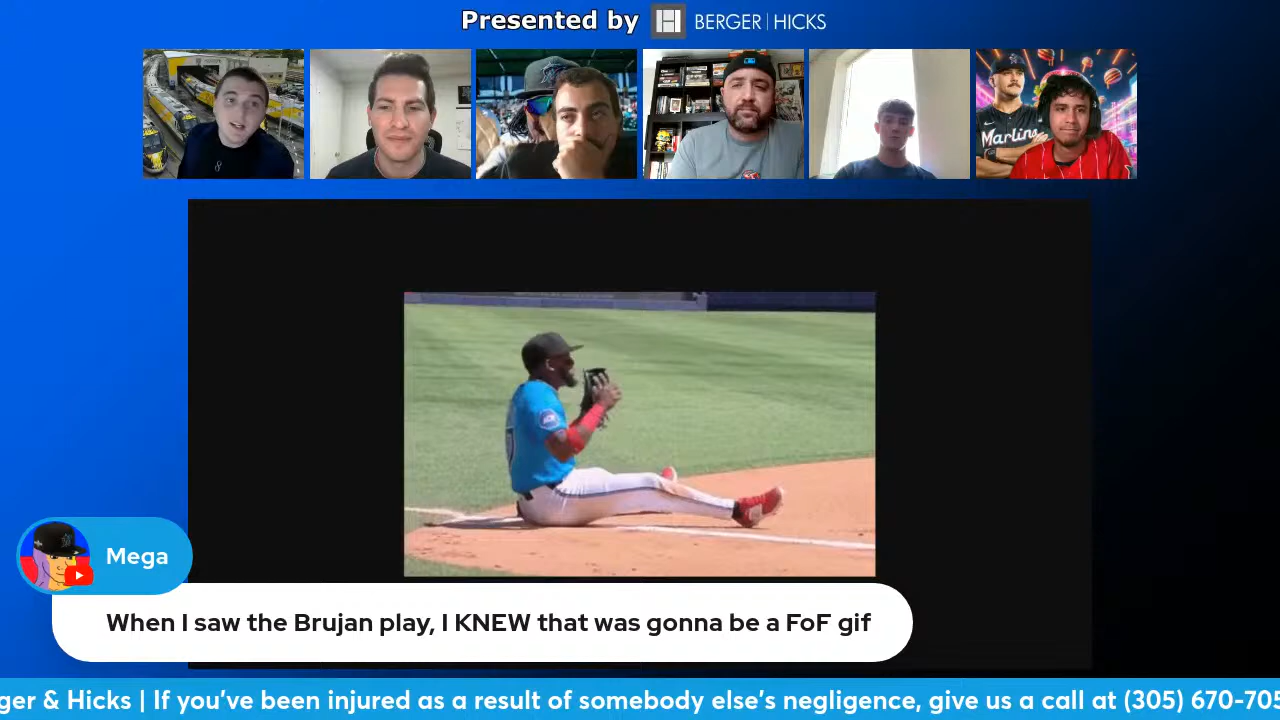 Presented by BERGER|HICKS
Marlins
Mega
When I saw the Brujan play, I KNEW that was gonna be a FoF gif
ger & Hicks | If you've been injured as a result of somebody else's negligence, give us a call at (305) 670-705